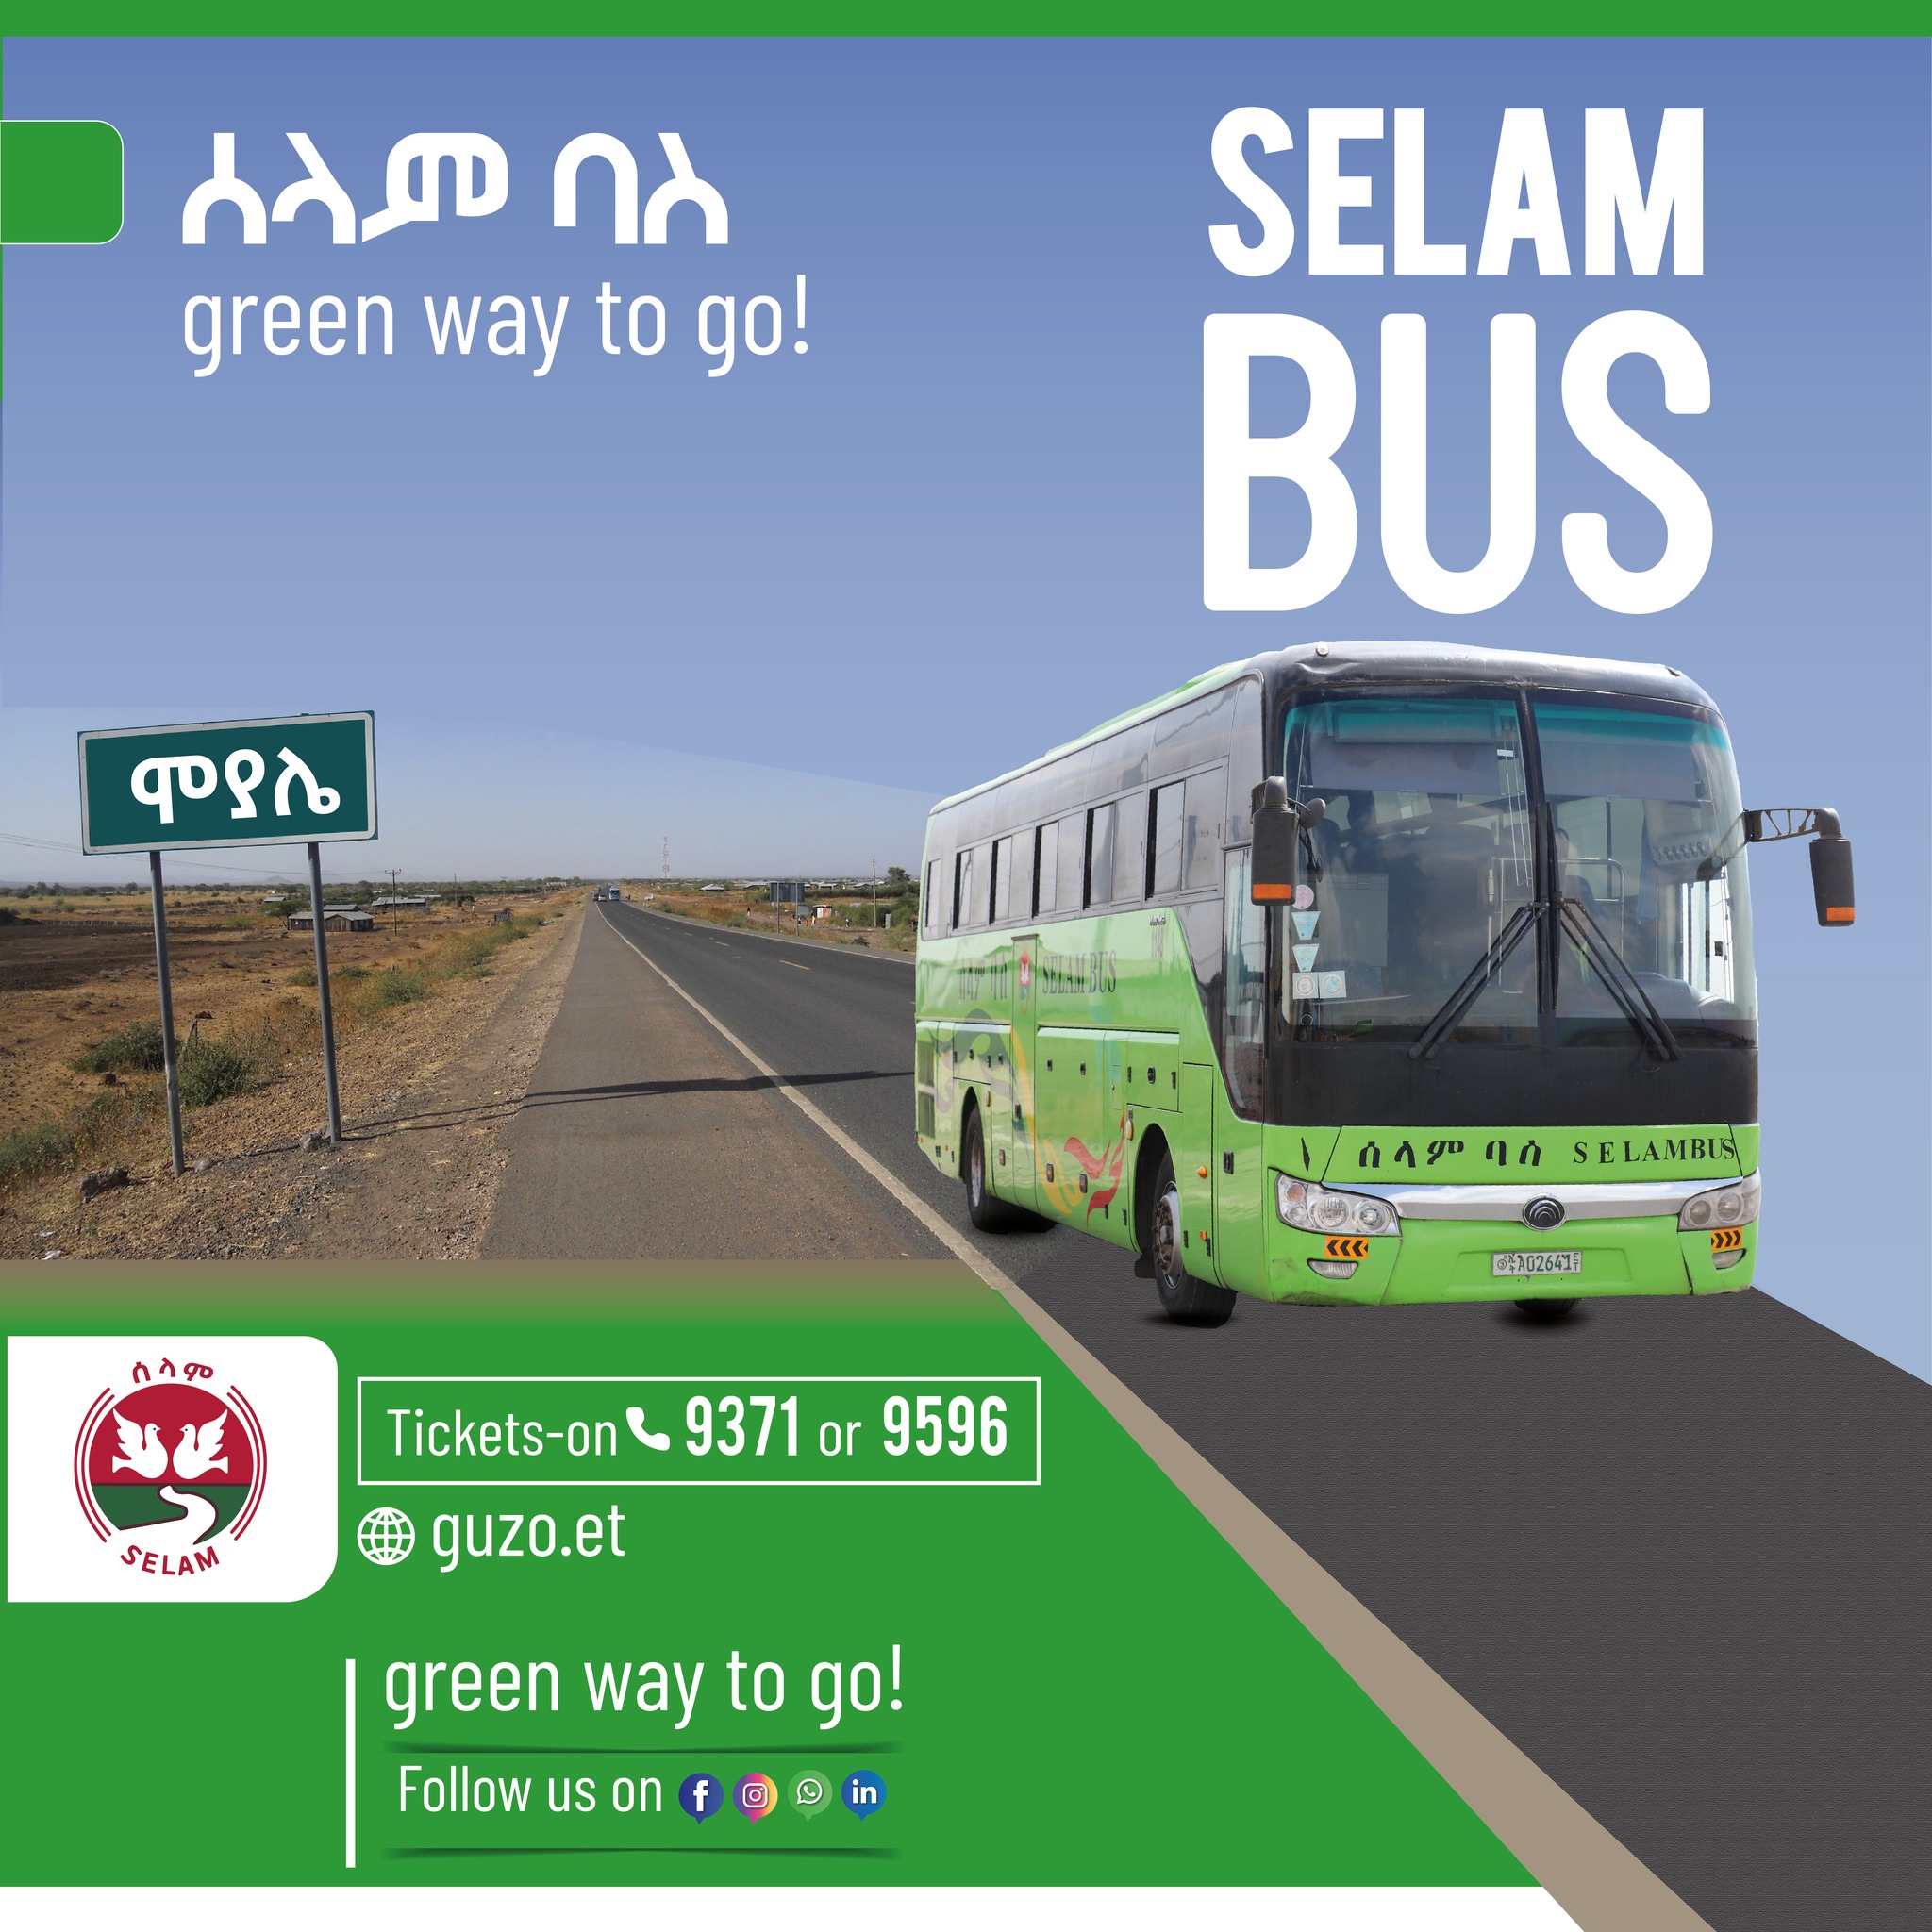 ሰላም ባስ
green way to go!
SELAM
BUS
ሞያሌ
SELAM BUS
ሰላም ባስ SELAMBUS
A02641
ሰላም
SELAM
Tickets-on 9371 or 9596
guzo.et
green way to go!
Follow us on